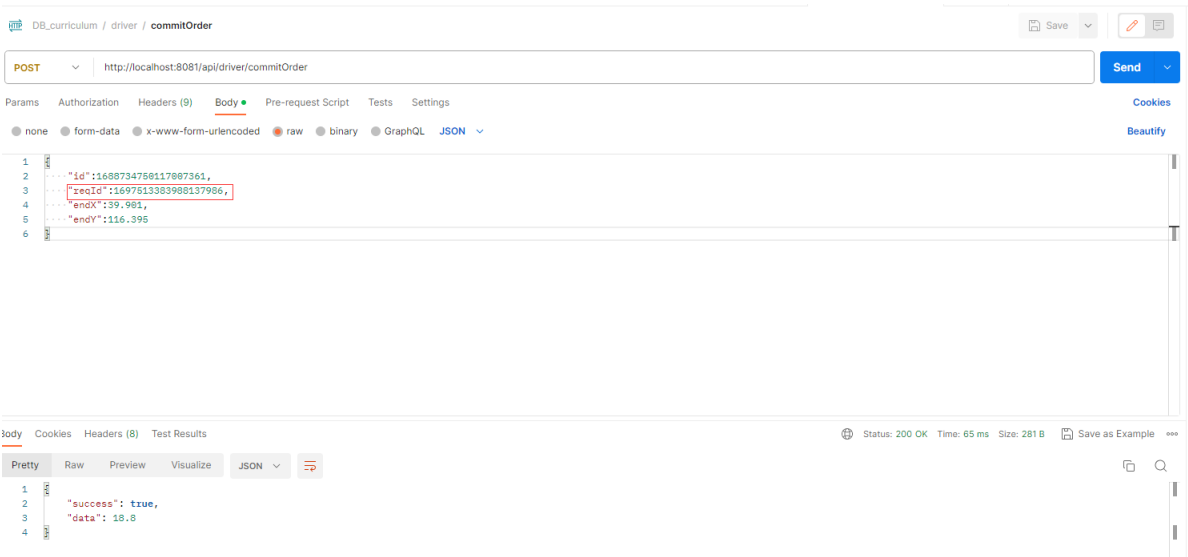 HTTP DB_curriculum / driver / commitOrder Save
POST http://localhost:8081/api/driver/commitOrder Send
Params Authorization Headers (9) Body Pre-request Script Tests Settings Cookies
none form-data x-www-form-urlencoded raw binary GraphQL JSON Beautify
1 {
2 "id":1688734750117007361,
3 "reqId":1697513383988137986,
4 "endX":39.901,
5 "endY":116.395
6 }
Body Cookies Headers (8) Test Results Status: 200 OK Time: 65 ms Size: 281 B Save as Example
Pretty Raw Preview Visualize JSON
1 {
2 "success": true,
3 "data": 18.8
4 }